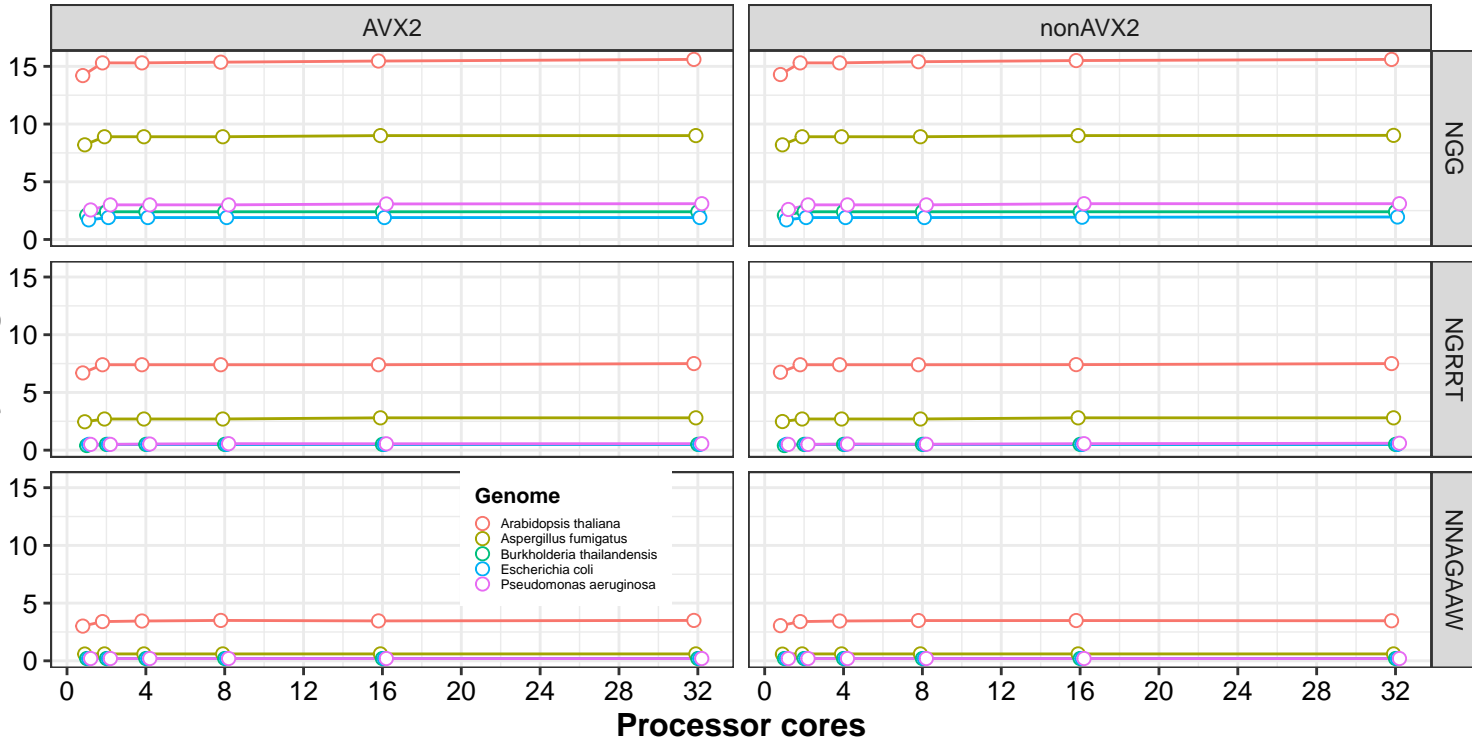 AVX2 nonAVX2
15
10
5
0
NGG
15
10
5
0
NGRRT
15
10
5
0
NNAGAAW
Genome
Arabidopsis thaliana
Aspergillus fumigatus
Burkholderia thailandensis
Escherichia coli
Pseudomonas aeruginosa
0 4 8 12 16 20 24 28 32 0 4 8 12 16 20 24 28 32
Processor cores